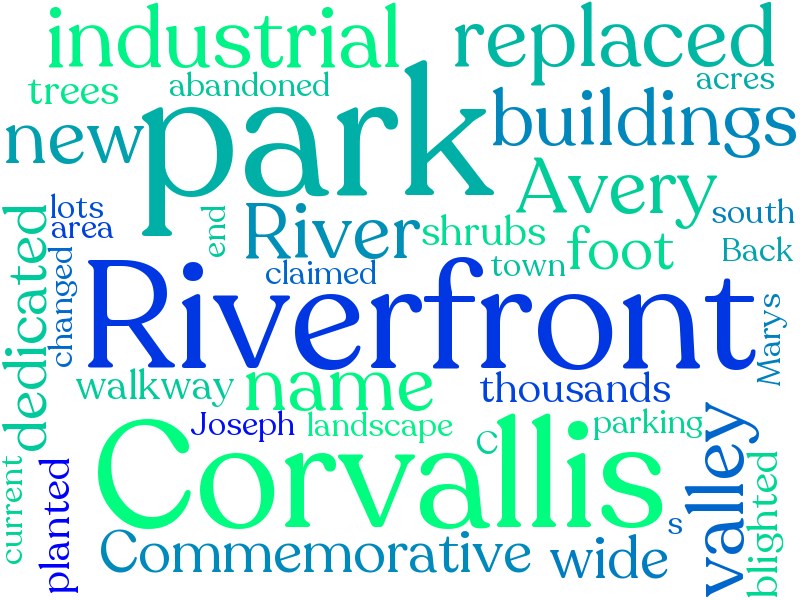 industrial
replaced
trees
abandoned
acres
park
new
buildings
Avery
lots
area
end
River
shrubs
foot
south
Back
dedicated
changed
claimed
town
Riverfront
Marys
walkway
name
thousands
Joseph
landscape
C
parking
Corvallis
valley
s
current
planted
Commemorative
wide
blighted